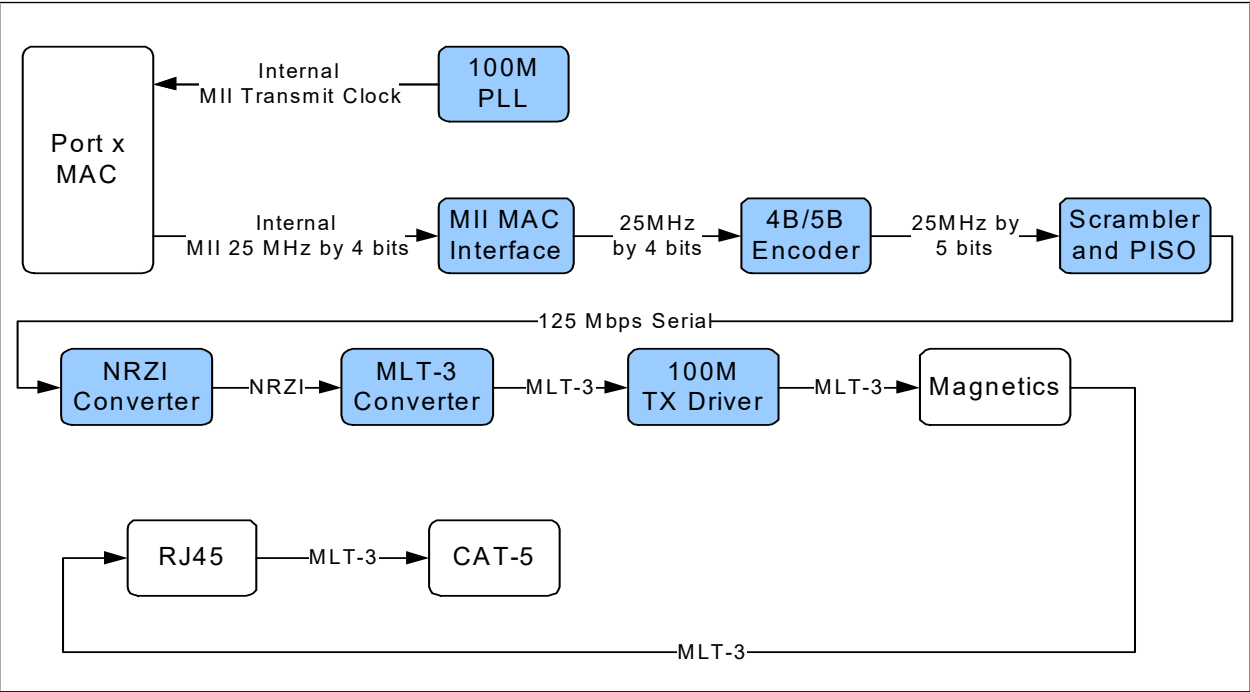 Internal
MII Transmit Clock
100M
PLL
Port x
MAC
Internal
MII 25 MHz by 4 bits
MII MAC
Interface
25MHz
by 4 bits
4B/5B
Encoder
25MHz by
5 bits
Scrambler
and PISO
125 Mbps Serial
NRZI
Converter
NRZI
MLT-3
Converter
MLT-3
100M
TX Driver
MLT-3
Magnetics
RJ45
MLT-3
CAT-5
MLT-3